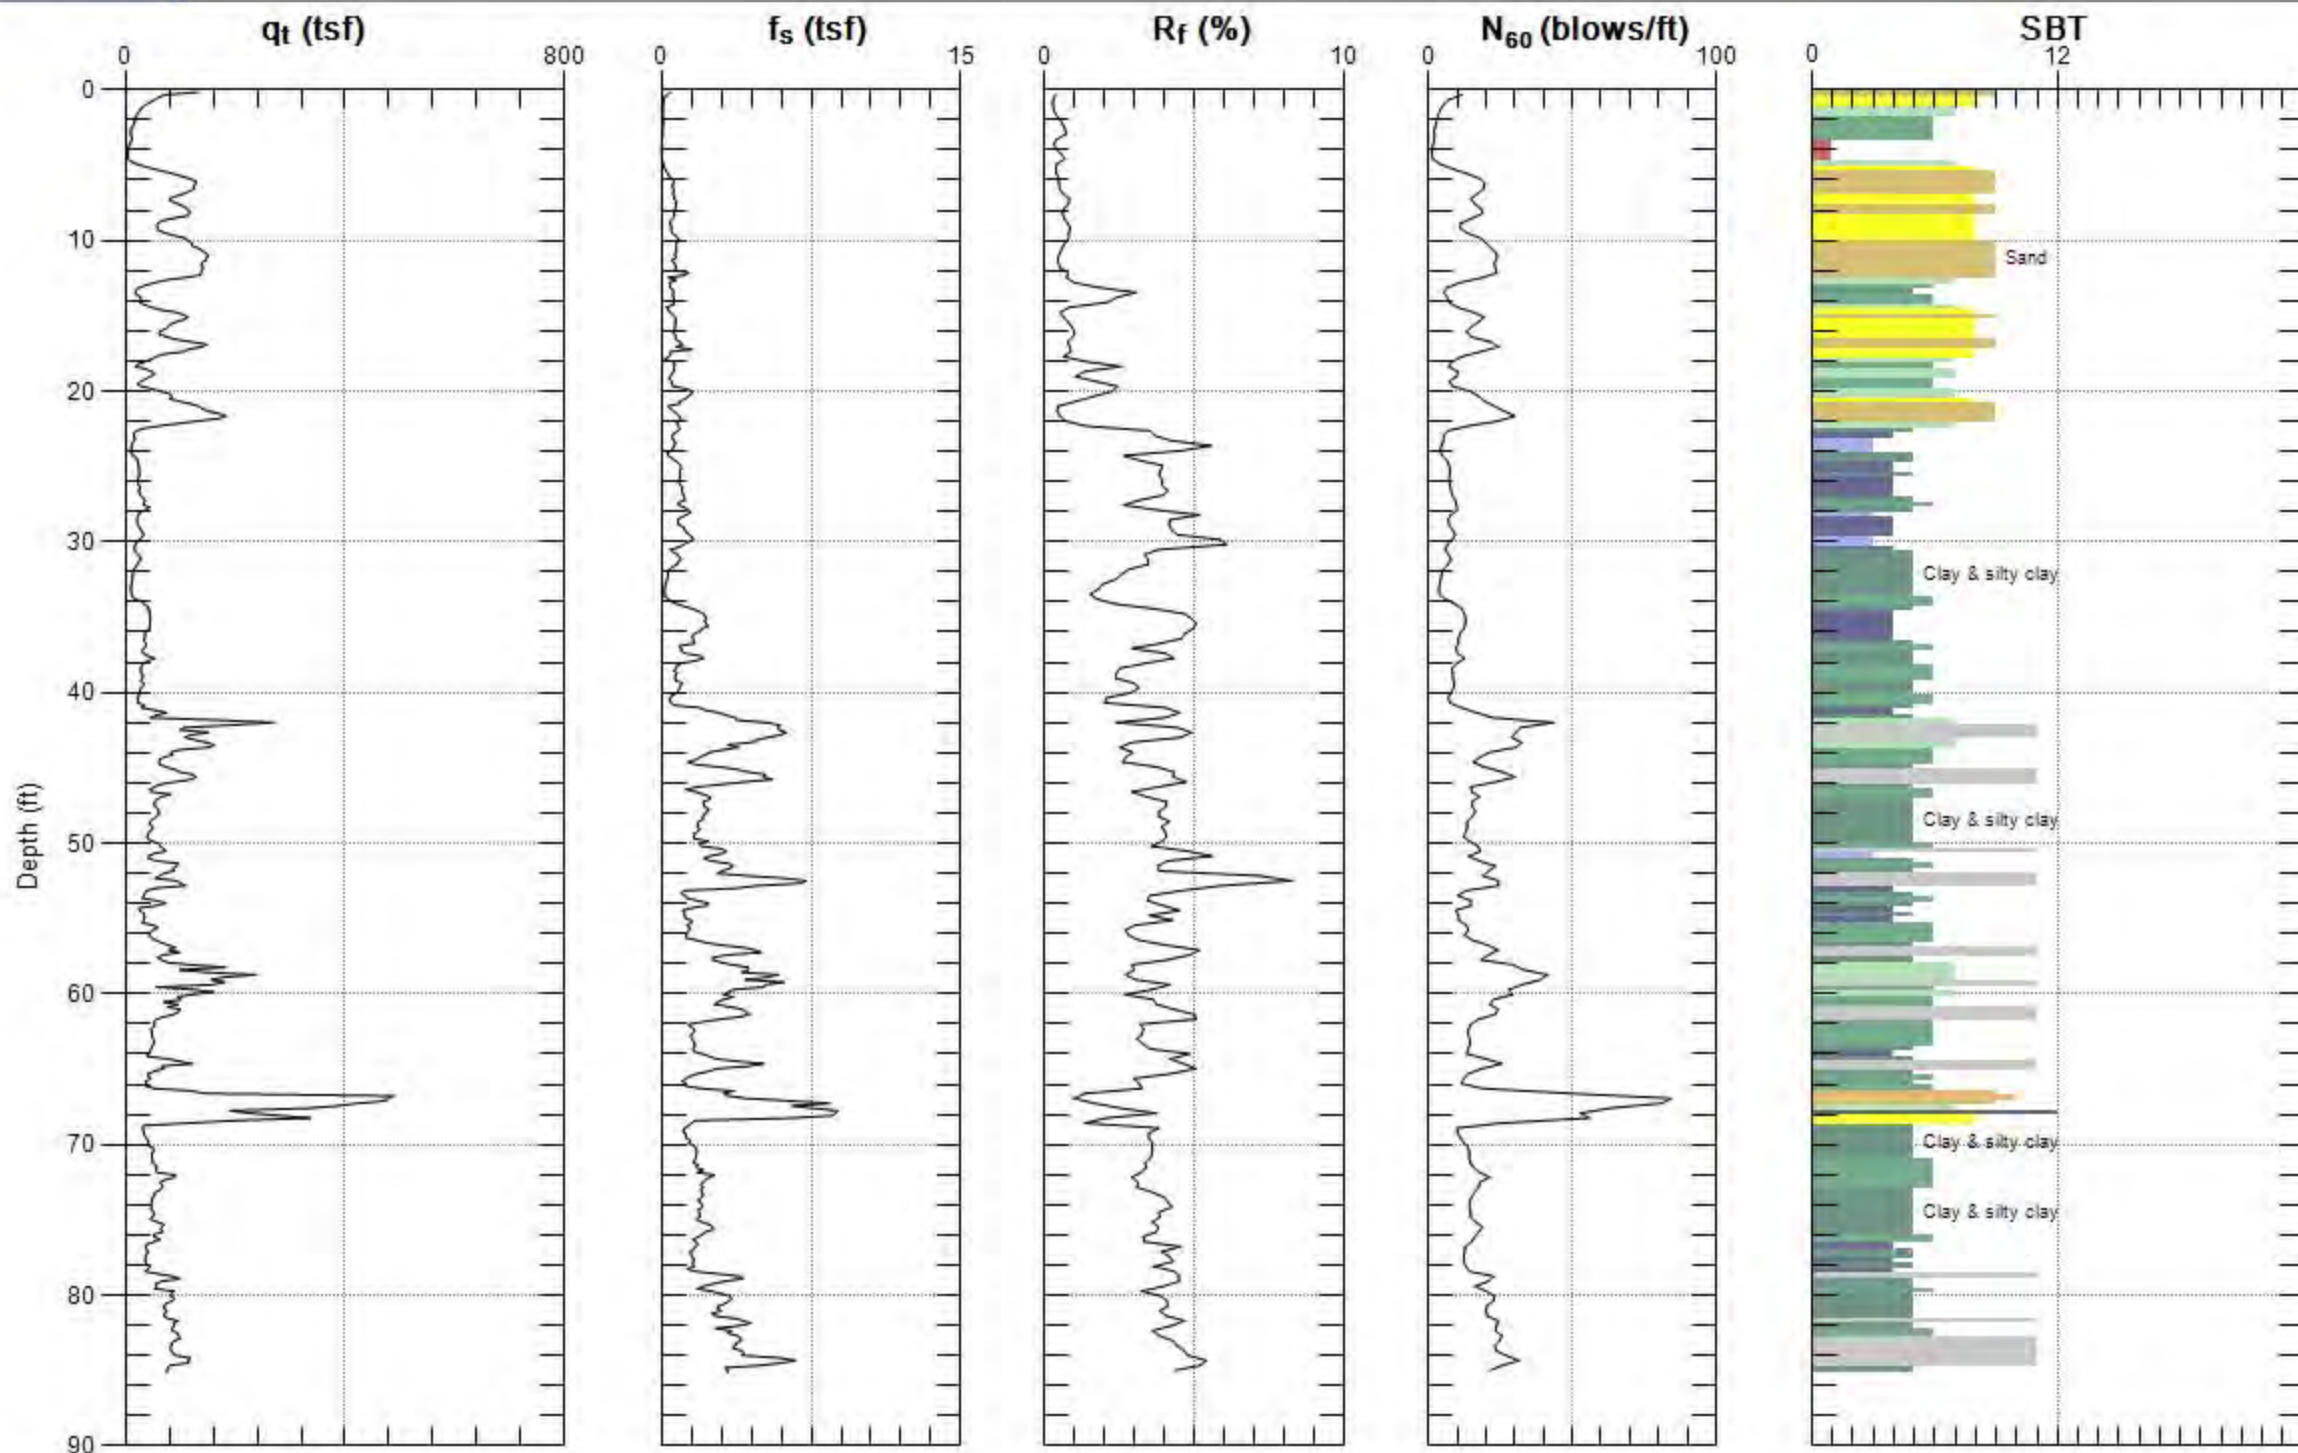 qt (tsf) fs (tsf) Rf (%) N60 (blows/ft) SBT
0 800 0 15 0 10 0 100 0 12
0
10
Sand
20
30
Clay & silty clay
40
Depth (ft)
Clay & silty clay
50
60
70
Clay & silty clay
Clay & silty clay
80
90